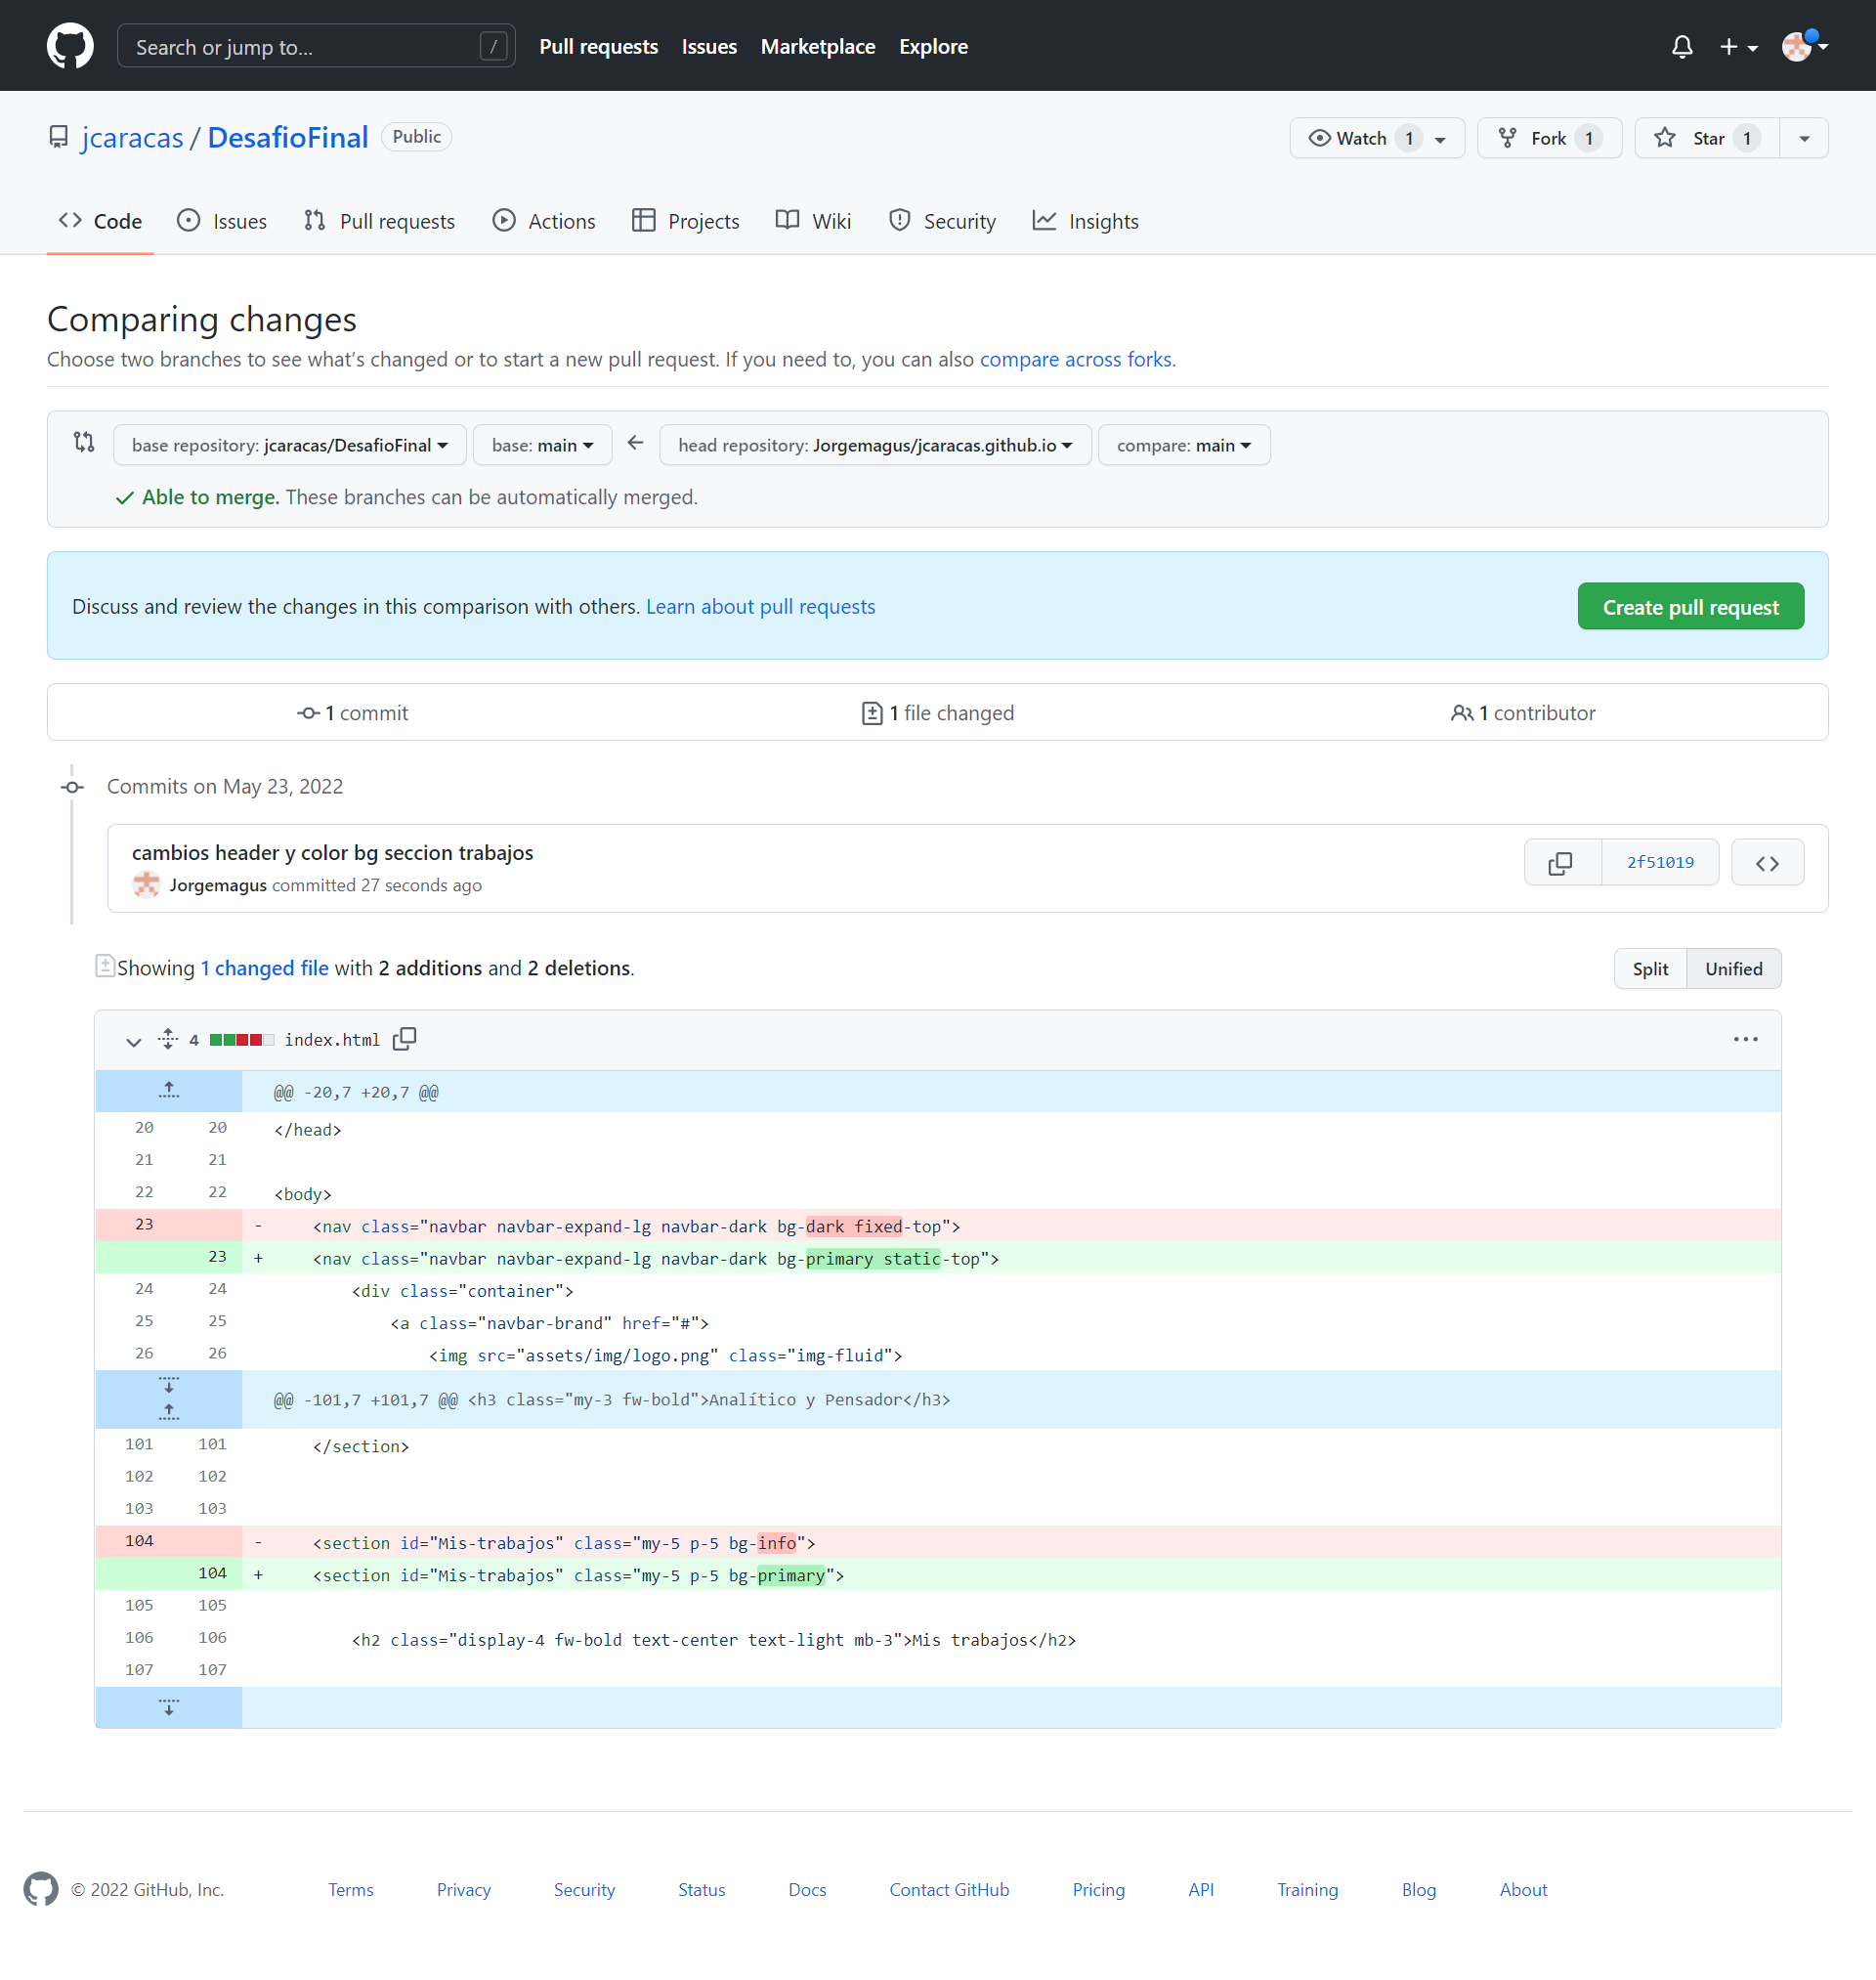 Search or jump to... / Pull requests Issues Marketplace Explore
jcaracas / DesafioFinal Public Watch 1 Fork 1 Star 1
Code Issues Pull requests Actions Projects Wiki Security Insights
Comparing changes
Choose two branches to see what’s changed or to start a new pull request. If you need to, you can also compare across forks.
base repository: jcaracas/DesafioFinal base: main head repository: Jorgemagus/jcaracas.github.io compare: main
Able to merge. These branches can be automatically merged.
Discuss and review the changes in this comparison with others. Learn about pull requests Create pull request
1 commit 1 file changed 1 contributor
Commits on May 23, 2022
cambios header y color bg seccion trabajos
Jorgemagus committed 27 seconds ago
2f51019
Showing 1 changed file with 2 additions and 2 deletions. Split Unified
4 index.html
@@ -20,7 +20,7 @@
20 20 </head>
21 21
22 22 <body>
23 - <nav class="navbar navbar-expand-lg navbar-dark bg-dark fixed-top">
23 + <nav class="navbar navbar-expand-lg navbar-dark bg-primary static-top">
24 24 <div class="container">
25 25 <a class="navbar-brand" href="#">
26 26 <img src="assets/img/logo.png" class="img-fluid">
@@ -101,7 +101,7 @@ <h3 class="my-3 fw-bold">Analítico y Pensador</h3>
101 101 </section>
102 102
103 103
104 - <section id="Mis-trabajos" class="my-5 p-5 bg-info">
104 + <section id="Mis-trabajos" class="my-5 p-5 bg-primary">
105 105
106 106 <h2 class="display-4 fw-bold text-center text-light mb-3">Mis trabajos</h2>
107 107
© 2022 GitHub, Inc. Terms Privacy Security Status Docs Contact GitHub Pricing API Training Blog About